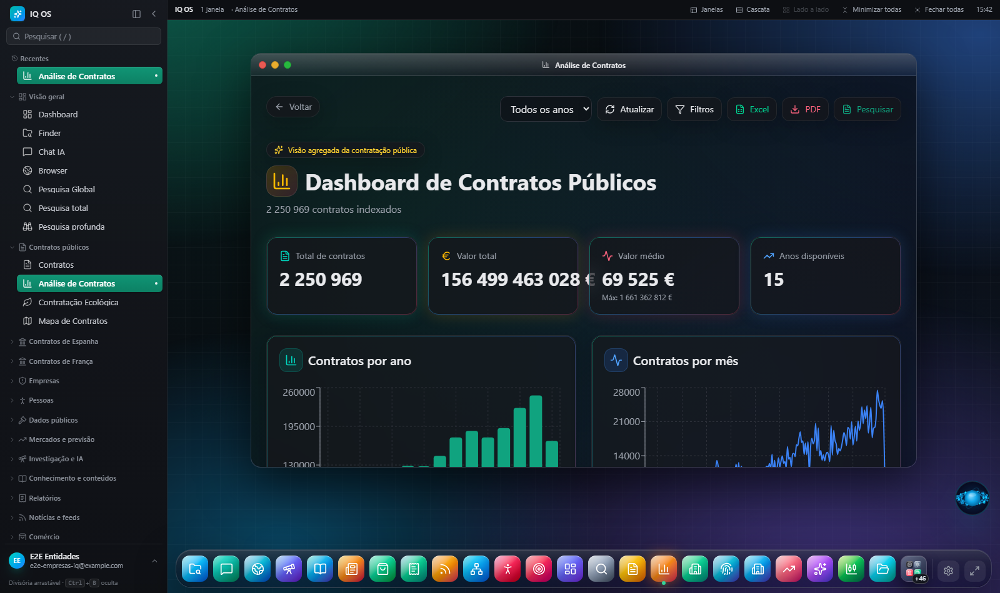 IQ OS
Pesquisar ( / )
Recentes
Análise de Contratos
Visão geral
Dashboard
Finder
Chat IA
Browser
Pesquisa Global
Pesquisa total
Pesquisa profunda
Contratos públicos
Contratos
Análise de Contratos
Contratação Ecológica
Mapa de Contratos
Contratos de Espanha
Contratos de França
Empresas
Pessoas
Dados públicos
Mercados e previsão
Investigação e IA
Conhecimento e conteúdos
Relatórios
Notícias e feeds
Comércio
EE
E2E Entidades
e2e-empresas-iq@example.com
Divisória arrastável · Ctrl + B oculta
IQ OS 1 janela · Análise de Contratos
Janelas Cascata Lado a lado Minimizar todas Fechar todas 15:42
Análise de Contratos
Voltar
Todos os anos Atualizar Filtros Excel PDF Pesquisar
Visão agregada da contratação pública
Dashboard de Contratos Públicos
2 250 969 contratos indexados
Total de contratos
2 250 969
Valor total
156 499 463 028 €
Valor médio
69 525 €
Máx: 1 661 362 812 €
Anos disponíveis
15
Contratos por ano
260000
195000
130000
Contratos por mês
28000
21000
14000
+46